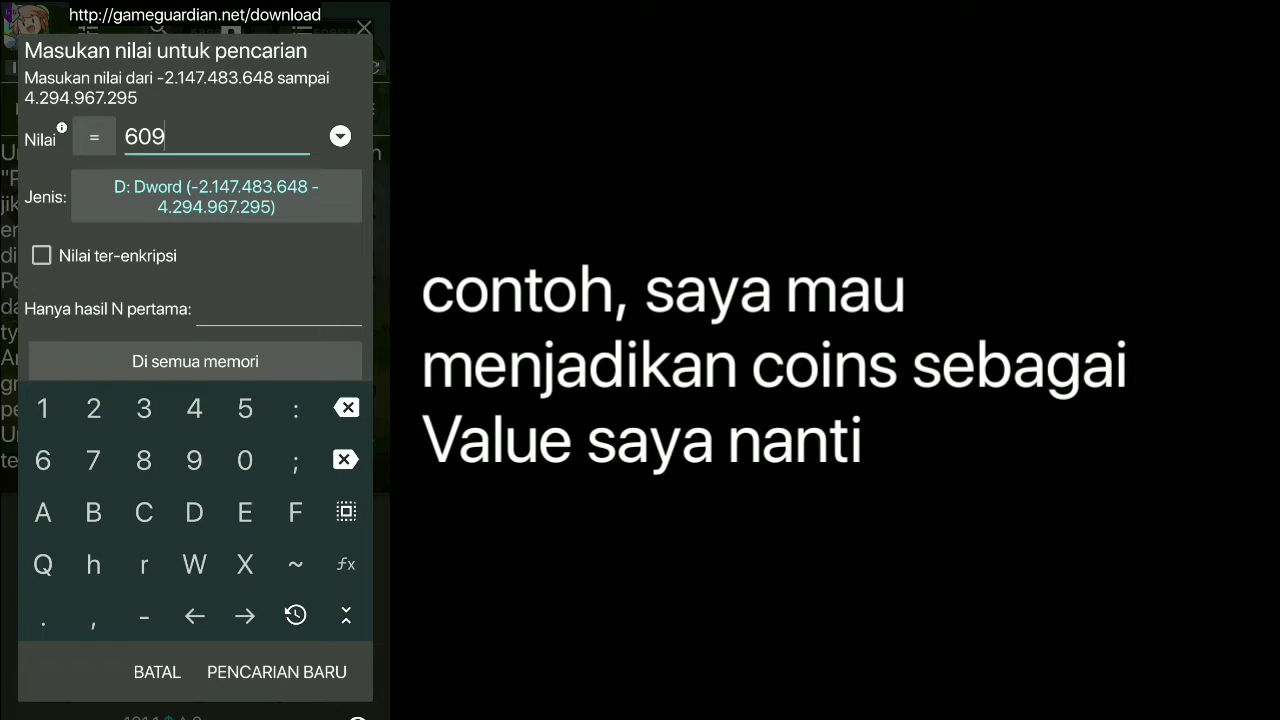 http://gameguardian.net/download
Masukan nilai untuk pencarian
Masukan nilai dari -2.147.483.648 sampai
4.294.967.295
Nilai = 609
Jenis: D: Dword (-2.147.483.648 -
4.294.967.295)
Nilai ter-enkripsi
Hanya hasil N pertama:
Di semua memori
1 2 3 4 5 :
6 7 8 9 0 ;
A B C D E F
Q h r W X ~ fx
. , - ← →
BATAL PENCARIAN BARU
contoh, saya mau
menjadikan coins sebagai
Value saya nanti